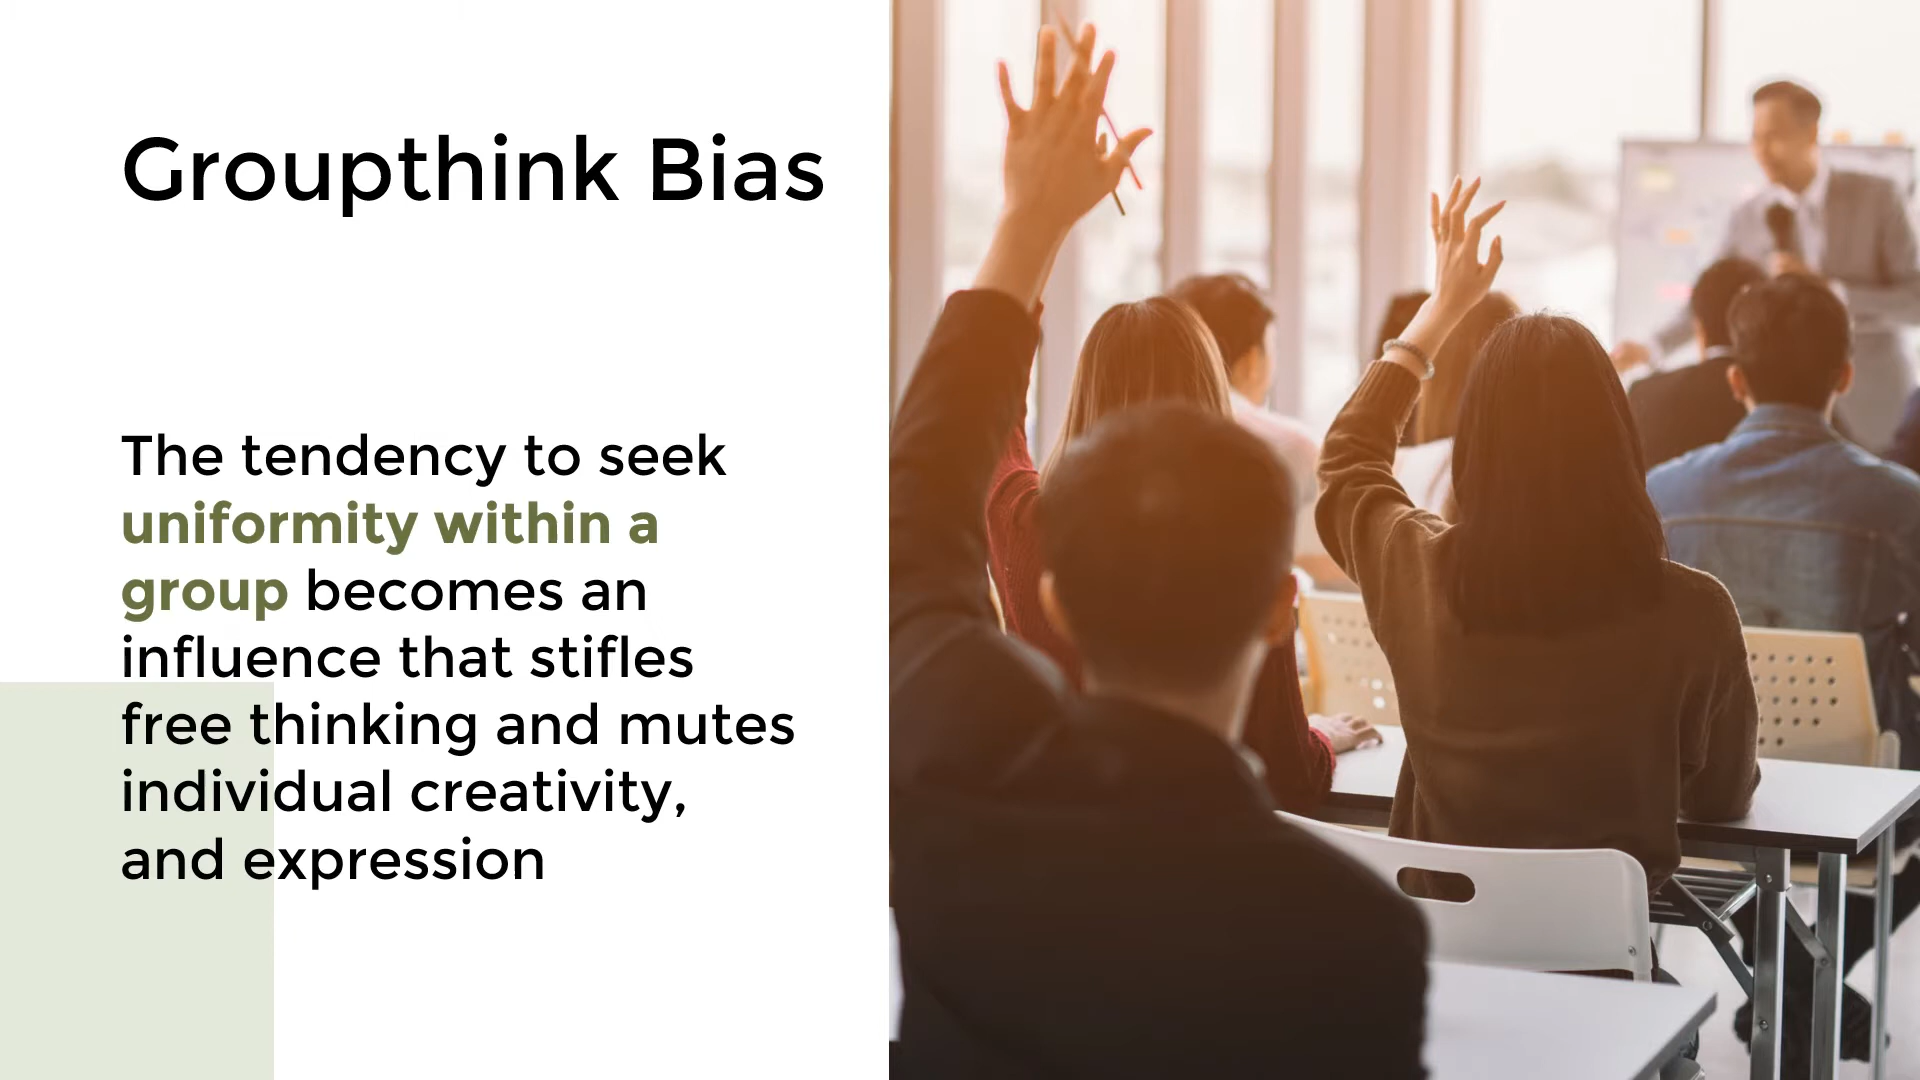 Groupthink Bias
The tendency to seek
uniformity within a
group becomes an
influence that stifles
free thinking and mutes
individual creativity,
and expression